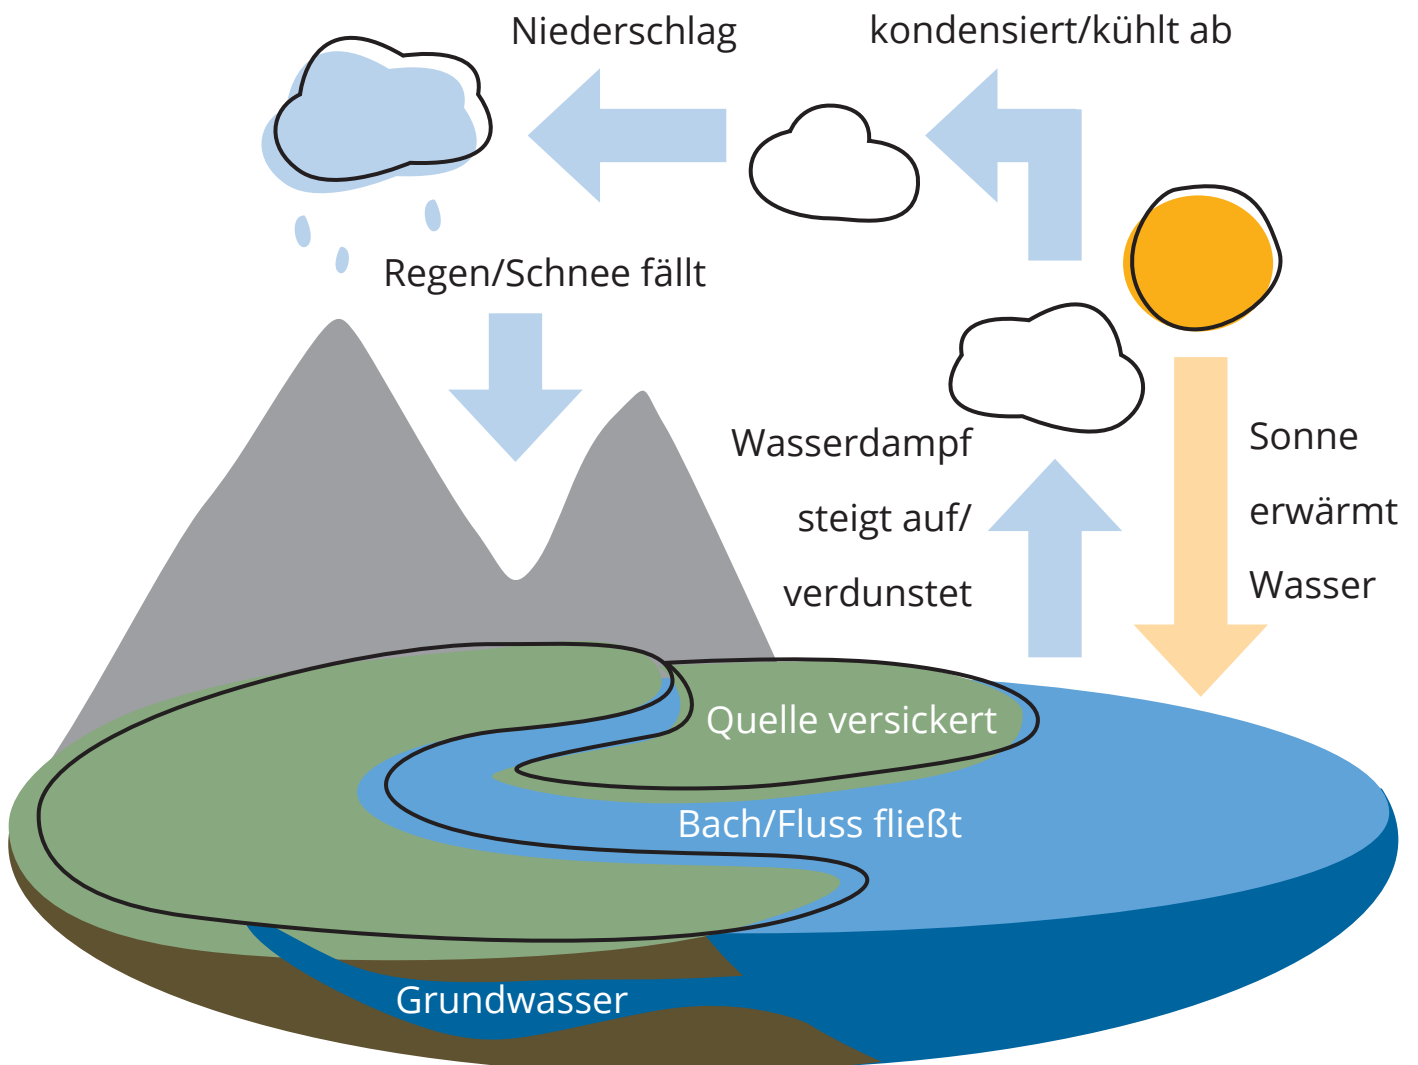 Niederschlag
kondensiert/kühlt ab
Regen/Schnee fällt
Wasserdampf
steigt auf/
verdunstet
Sonne
erwärmt
Wasser
Quelle versickert
Bach/Fluss fließt
Grundwasser